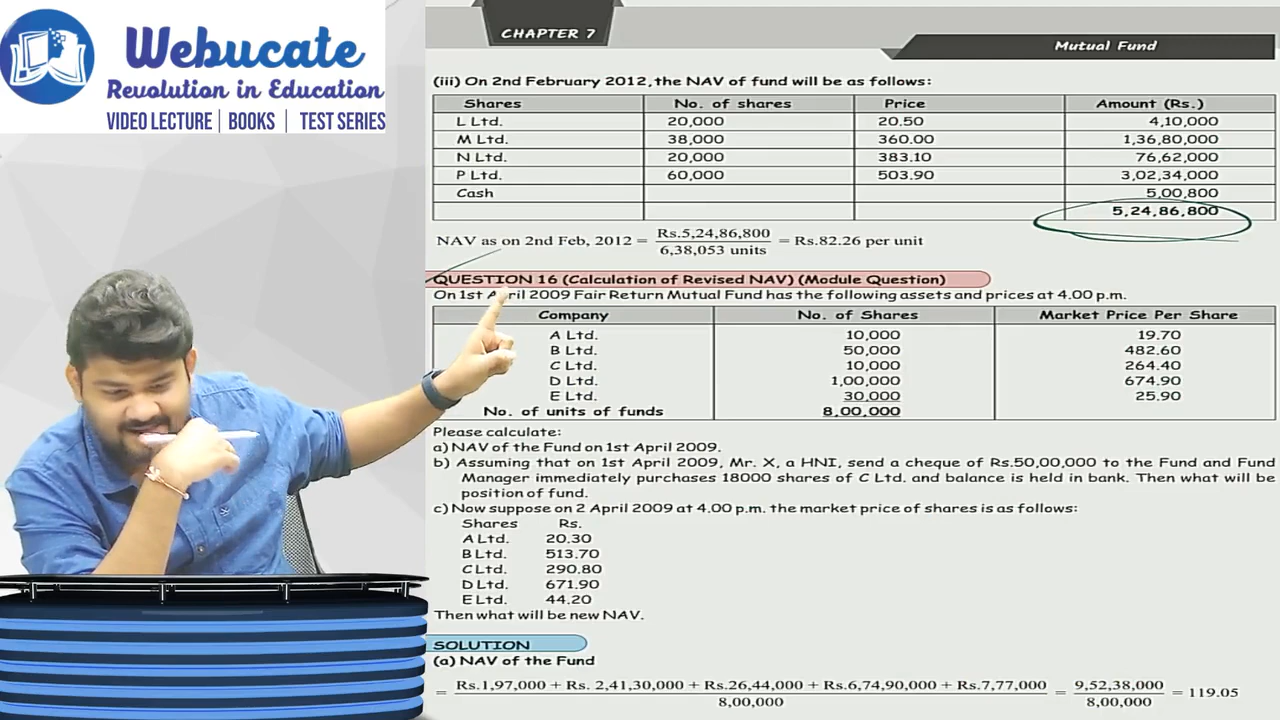 Webucate
Revolution in Education
VIDEO LECTURE | BOOKS | TEST SERIES
CHAPTER 7
Mutual Fund
(iii) On 2nd February 2012, the NAV of fund will be as follows:
Shares No. of shares Price Amount (Rs.)
L Ltd. 20,000 20.50 4,10,000
M Ltd. 38,000 360.00 1,36,80,000
N Ltd. 20,000 383.10 76,62,000
P Ltd. 60,000 503.90 3,02,34,000
Cash 5,00,800
5,24,86,800
NAV as on 2nd Feb, 2012 = Rs.5,24,86,800 / 6,38,053 units = Rs.82.26 per unit
QUESTION 16 (Calculation of Revised NAV) (Module Question)
On 1st April 2009 Fair Return Mutual Fund has the following assets and prices at 4.00 p.m.
Company No. of Shares Market Price Per Share
A Ltd. 10,000 19.70
B Ltd. 50,000 482.60
C Ltd. 10,000 264.40
D Ltd. 1,00,000 674.90
E Ltd. 30,000 25.90
No. of units of funds 8,00,000
Please calculate:
a) NAV of the Fund on 1st April 2009.
b) Assuming that on 1st April 2009, Mr. X, a HNI, send a cheque of Rs.50,00,000 to the Fund and Fund
Manager immediately purchases 18000 shares of C Ltd. and balance is held in bank. Then what will be
position of fund.
c) Now suppose on 2 April 2009 at 4.00 p.m. the market price of shares is as follows:
Shares Rs.
A Ltd. 20.30
B Ltd. 513.70
C Ltd. 290.80
D Ltd. 671.90
E Ltd. 44.20
Then what will be new NAV.
SOLUTION
(a) NAV of the Fund
= Rs.1,97,000 + Rs. 2,41,30,000 + Rs.26,44,000 + Rs.6,74,90,000 + Rs.7,77,000 / 8,00,000 = 9,52,38,000 / 8,00,000 = 119.05